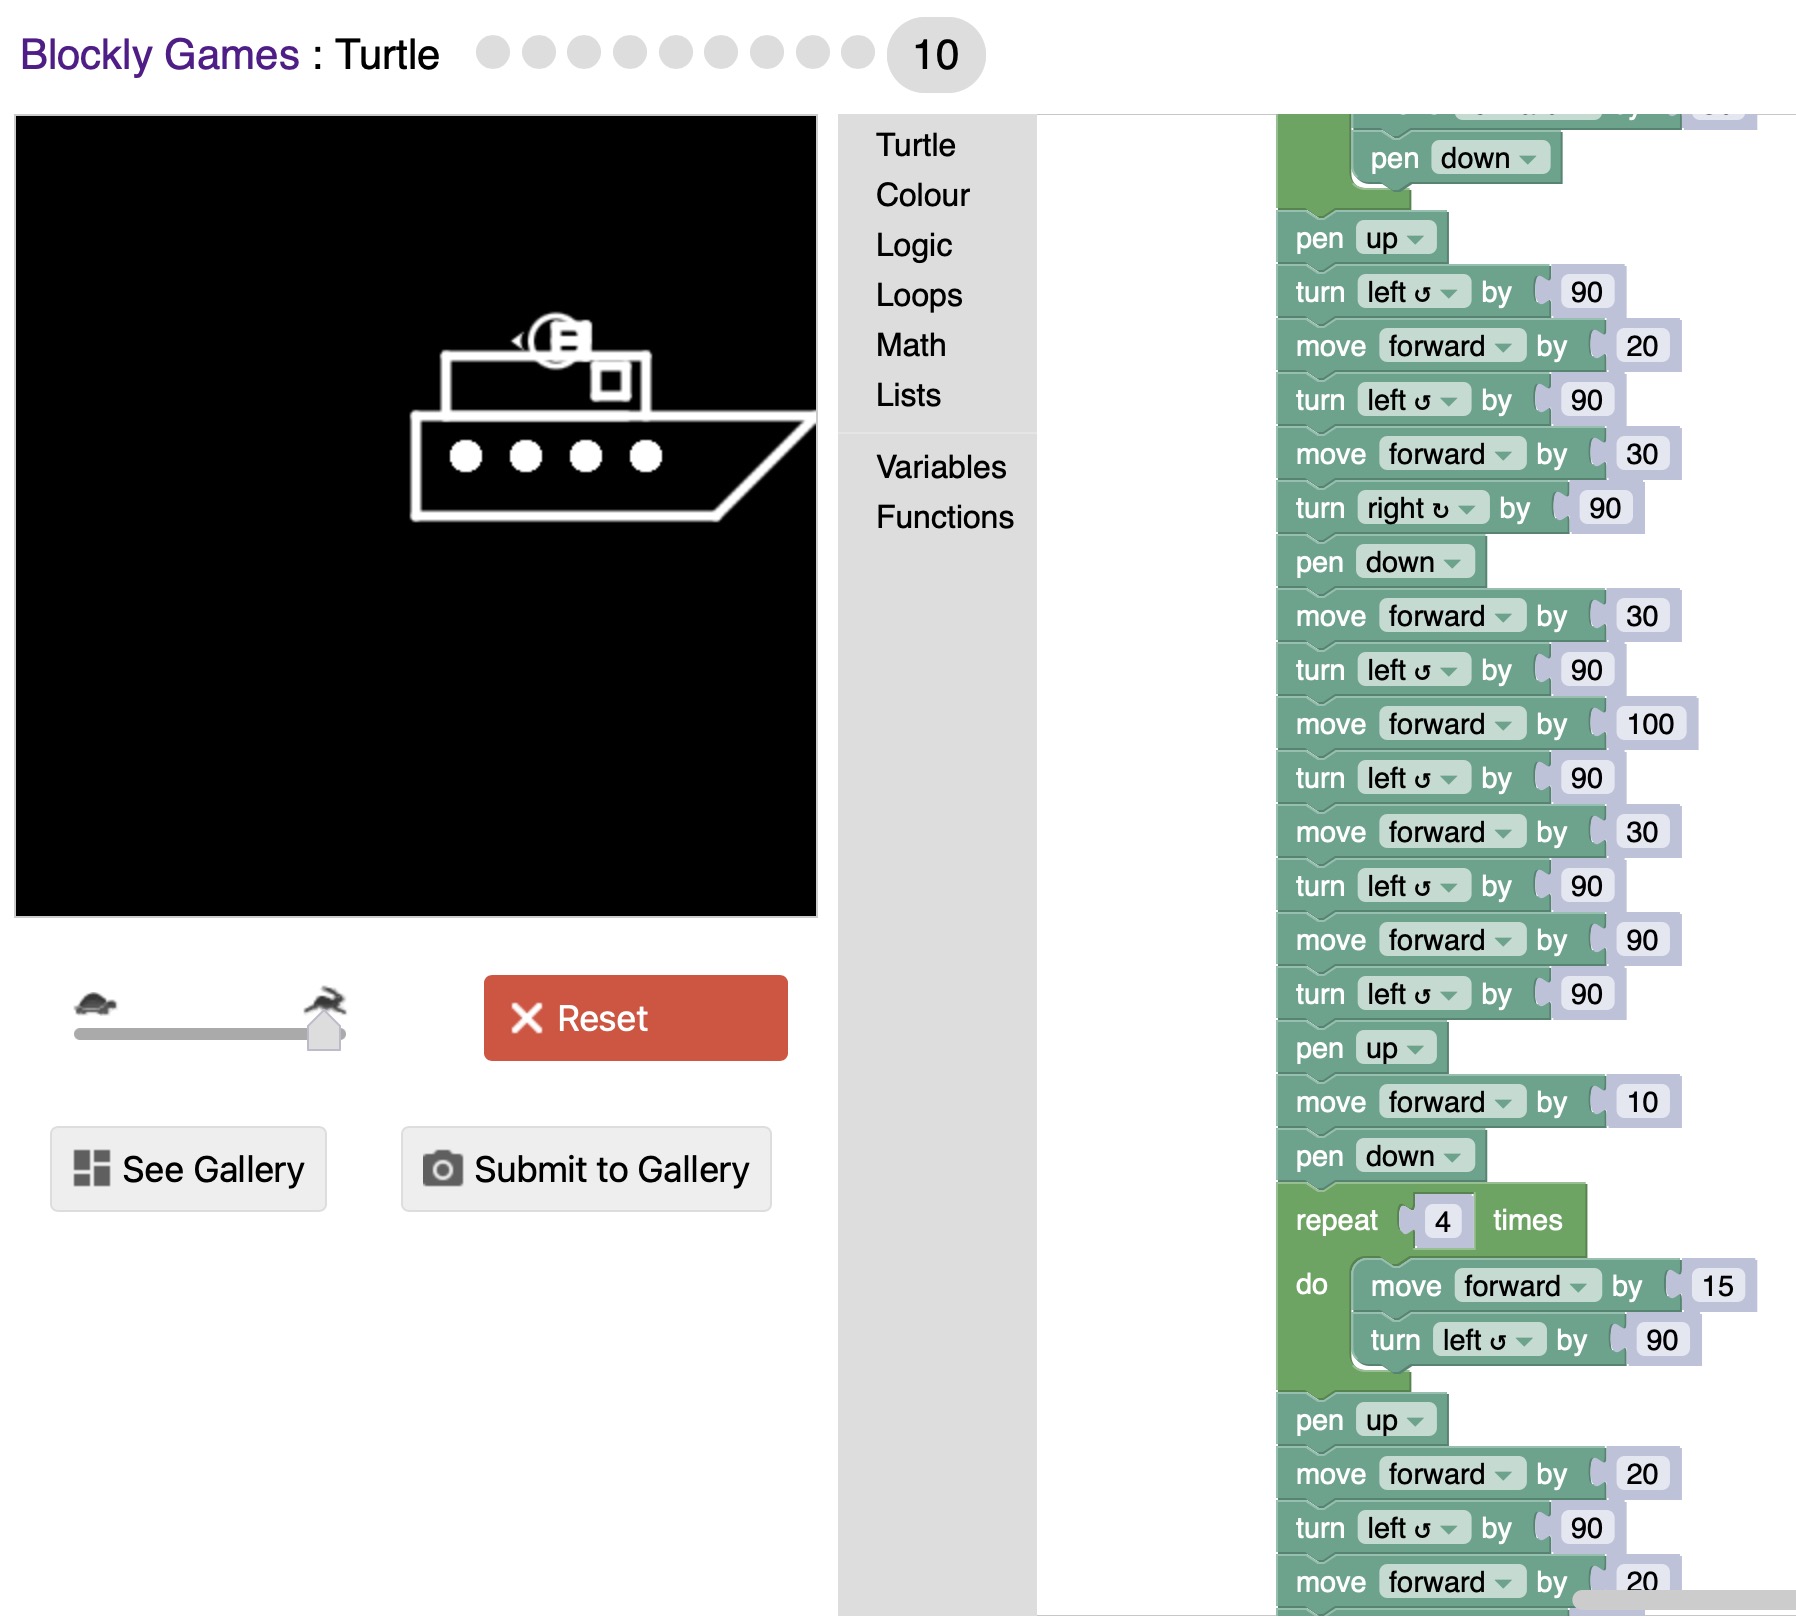 Blockly Games : Turtle 10
Turtle
Colour
Logic
Loops
Math
Lists
Variables
Functions
pen down
pen up
turn left ↺ by 90
move forward by 20
turn left ↺ by 90
move forward by 30
turn right ↻ by 90
pen down
move forward by 30
turn left ↺ by 90
move forward by 100
turn left ↺ by 90
move forward by 30
turn left ↺ by 90
move forward by 90
turn left ↺ by 90
pen up
move forward by 10
pen down
repeat 4 times
do move forward by 15
turn left ↺ by 90
pen up
move forward by 20
turn left ↺ by 90
move forward by 20
Reset
See Gallery
Submit to Gallery